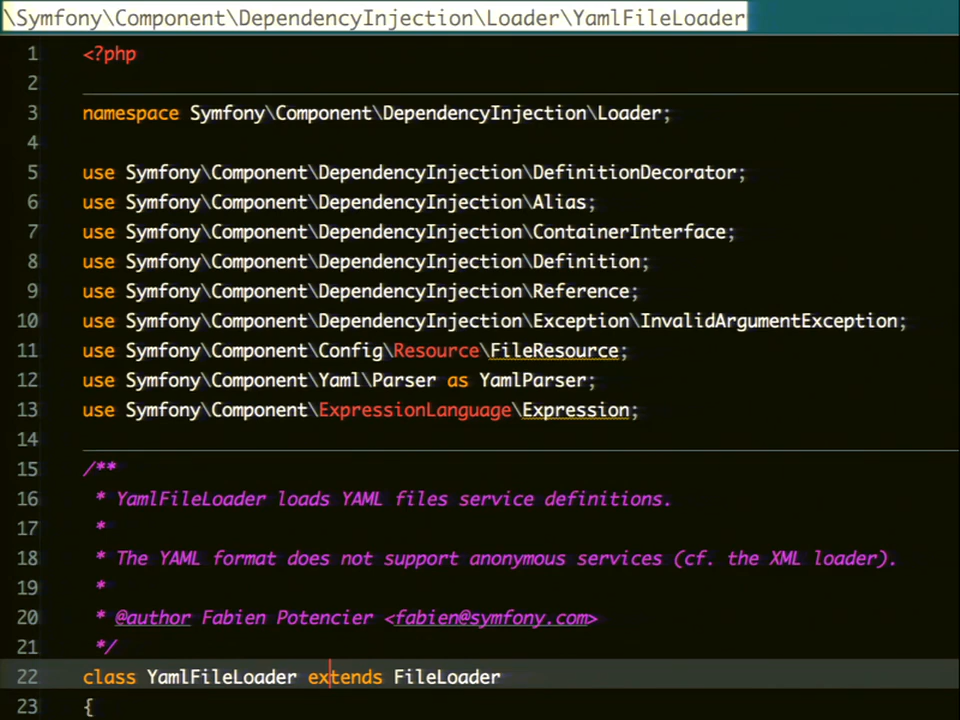 \Symfony\Component\DependencyInjection\Loader\YamlFileLoader
1 <?php
2
3 namespace Symfony\Component\DependencyInjection\Loader;
4
5 use Symfony\Component\DependencyInjection\DefinitionDecorator;
6 use Symfony\Component\DependencyInjection\Alias;
7 use Symfony\Component\DependencyInjection\ContainerInterface;
8 use Symfony\Component\DependencyInjection\Definition;
9 use Symfony\Component\DependencyInjection\Reference;
10 use Symfony\Component\DependencyInjection\Exception\InvalidArgumentException;
11 use Symfony\Component\Config\Resource\FileResource;
12 use Symfony\Component\Yaml\Parser as YamlParser;
13 use Symfony\Component\ExpressionLanguage\Expression;
14
15 /**
16 * YamlFileLoader loads YAML files service definitions.
17 *
18 * The YAML format does not support anonymous services (cf. the XML loader).
19 *
20 * @author Fabien Potencier <fabien@symfony.com>
21 */
22 class YamlFileLoader extends FileLoader
23 {